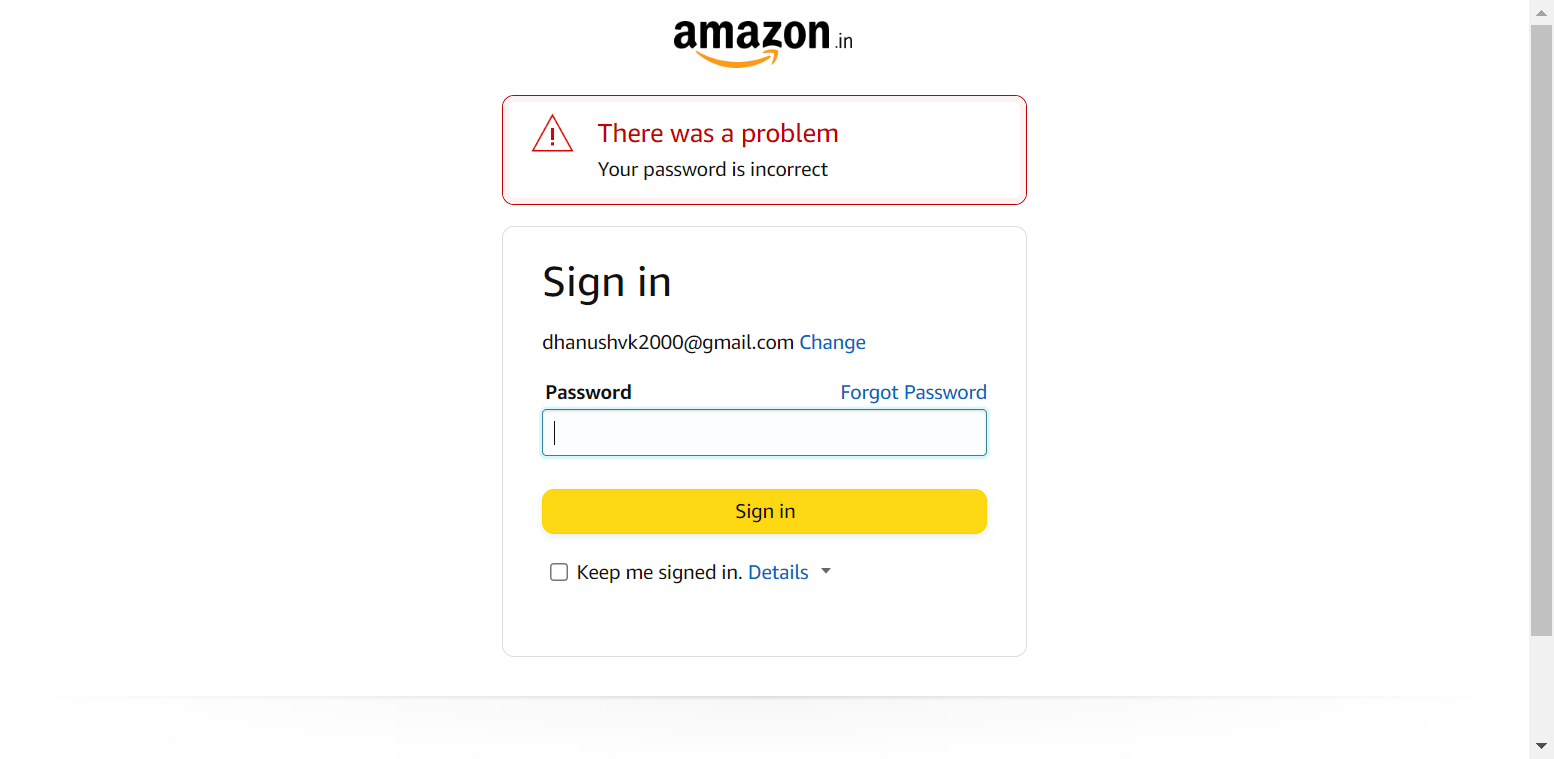 amazon.in
There was a problem
Your password is incorrect
Sign in
dhanushvk2000@gmail.com Change
Password Forgot Password
Sign in
Keep me signed in. Details